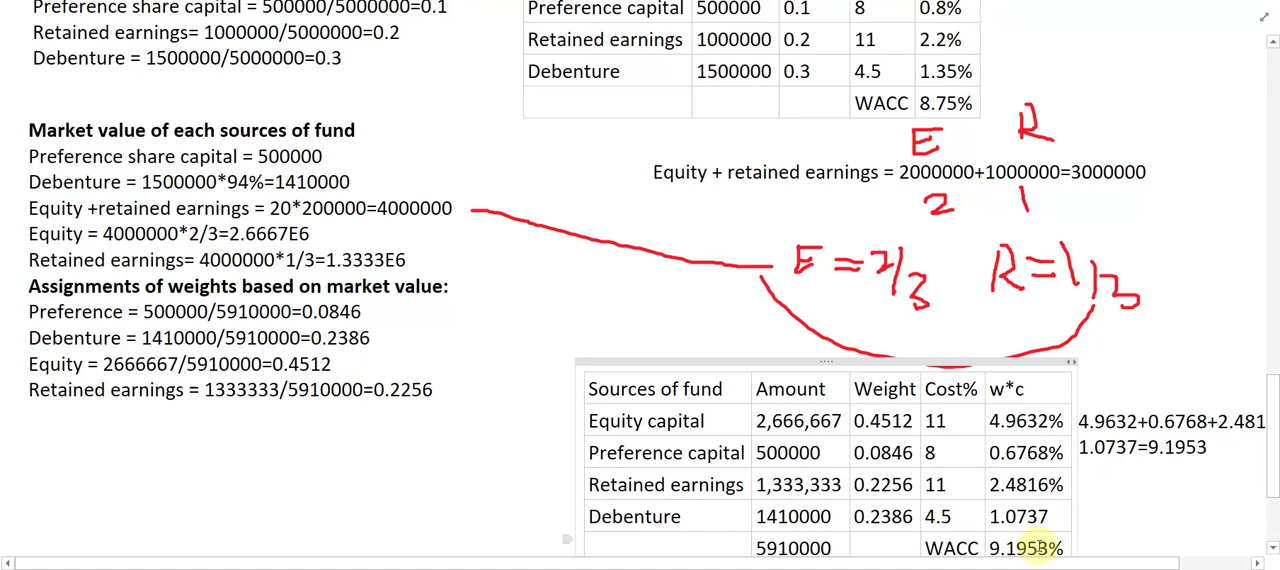 Preference share capital = 500000/5000000=0.1
Retained earnings= 1000000/5000000=0.2
Debenture = 1500000/5000000=0.3
Preference capital 500000 0.1 8 0.8%
Retained earnings 1000000 0.2 11 2.2%
Debenture 1500000 0.3 4.5 1.35%
WACC 8.75%
Market value of each sources of fund
Preference share capital = 500000
Debenture = 1500000*94%=1410000
Equity +retained earnings = 20*200000=4000000
Equity = 4000000*2/3=2.6667E6
Retained earnings= 4000000*1/3=1.3333E6
Assignments of weights based on market value:
Preference = 500000/5910000=0.0846
Debenture = 1410000/5910000=0.2386
Equity = 2666667/5910000=0.4512
Retained earnings = 1333333/5910000=0.2256
E R
Equity + retained earnings = 2000000+1000000=3000000
2 1
E = 2/3 R = 1/3
Sources of fund Amount Weight Cost% w*c
Equity capital 2,666,667 0.4512 11 4.9632%
Preference capital 500000 0.0846 8 0.6768%
Retained earnings 1,333,333 0.2256 11 2.4816%
Debenture 1410000 0.2386 4.5 1.0737
5910000 WACC 9.1953%
4.9632+0.6768+2.481
1.0737=9.1953